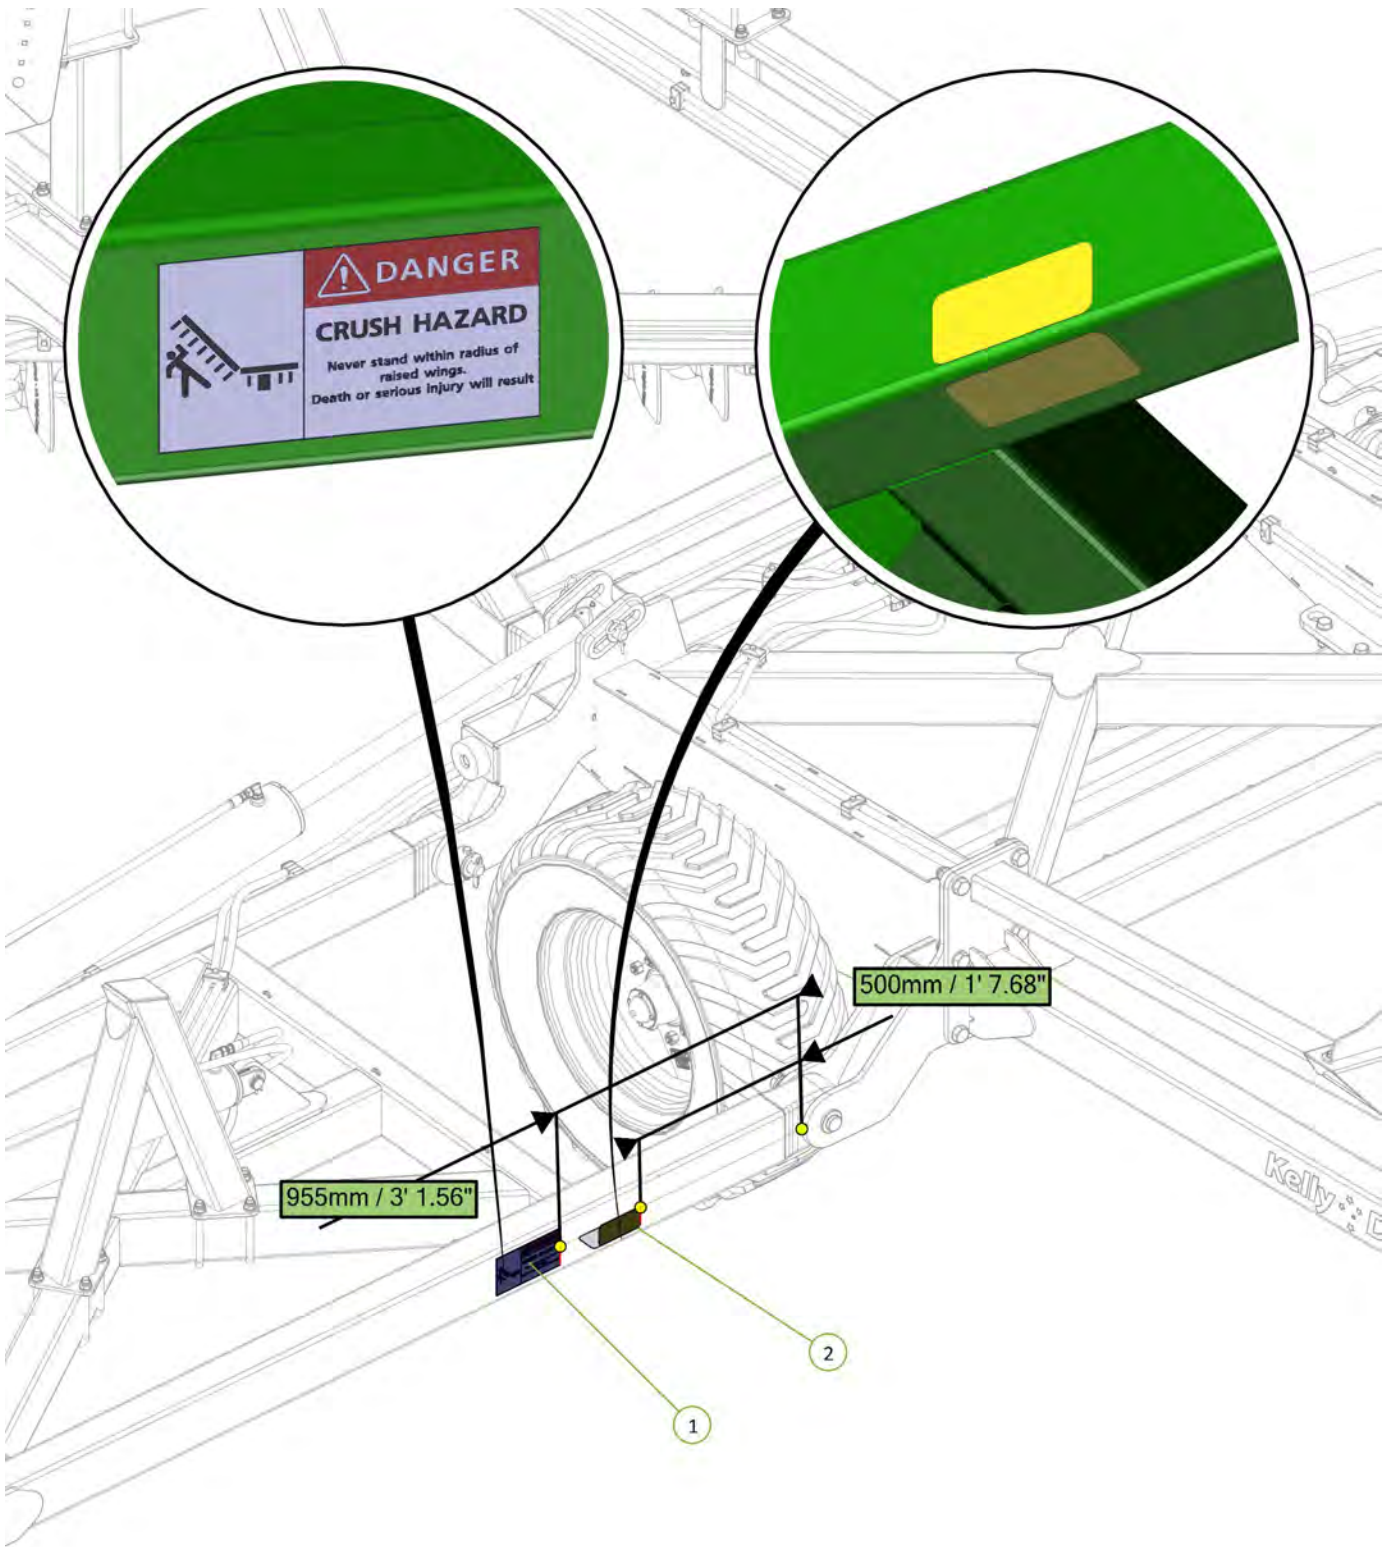 DANGER
CRUSH HAZARD
Never stand within radius of
raised wings.
Death or serious injury will result
500mm / 1' 7.68"
955mm / 3' 1.56"
Kelly D
2
1